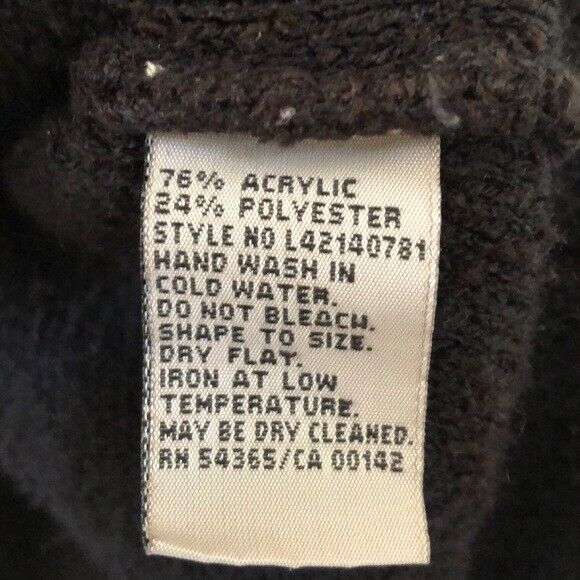 76% ACRYLIC
24% POLYESTER
STYLE NO L42140781
HAND WASH IN
COLD WATER.
DO NOT BLEACH.
SHAPE TO SIZE.
DRY FLAT.
IRON AT LOW
TEMPERATURE.
MAY BE DRY CLEANED.
RN 54365/CA 00142